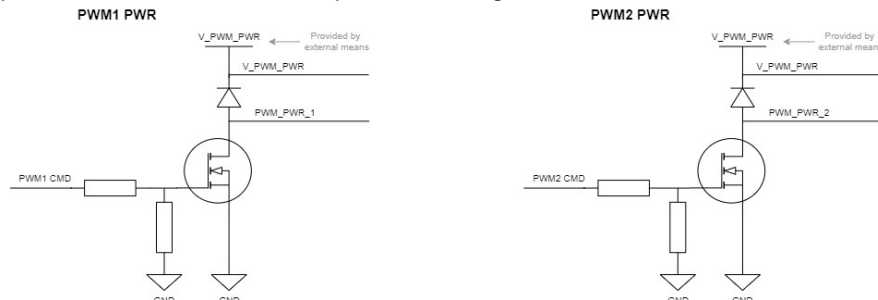 PWM1 PWR
PWM2 PWR
V_PWM_PWR
Provided by
external means
V_PWM_PWR
PWM_PWR_1
PWM1 CMD
GND
GND
V_PWM_PWR
Provided by
external means
V_PWM_PWR
PWM_PWR_2
PWM2 CMD
GND
GND